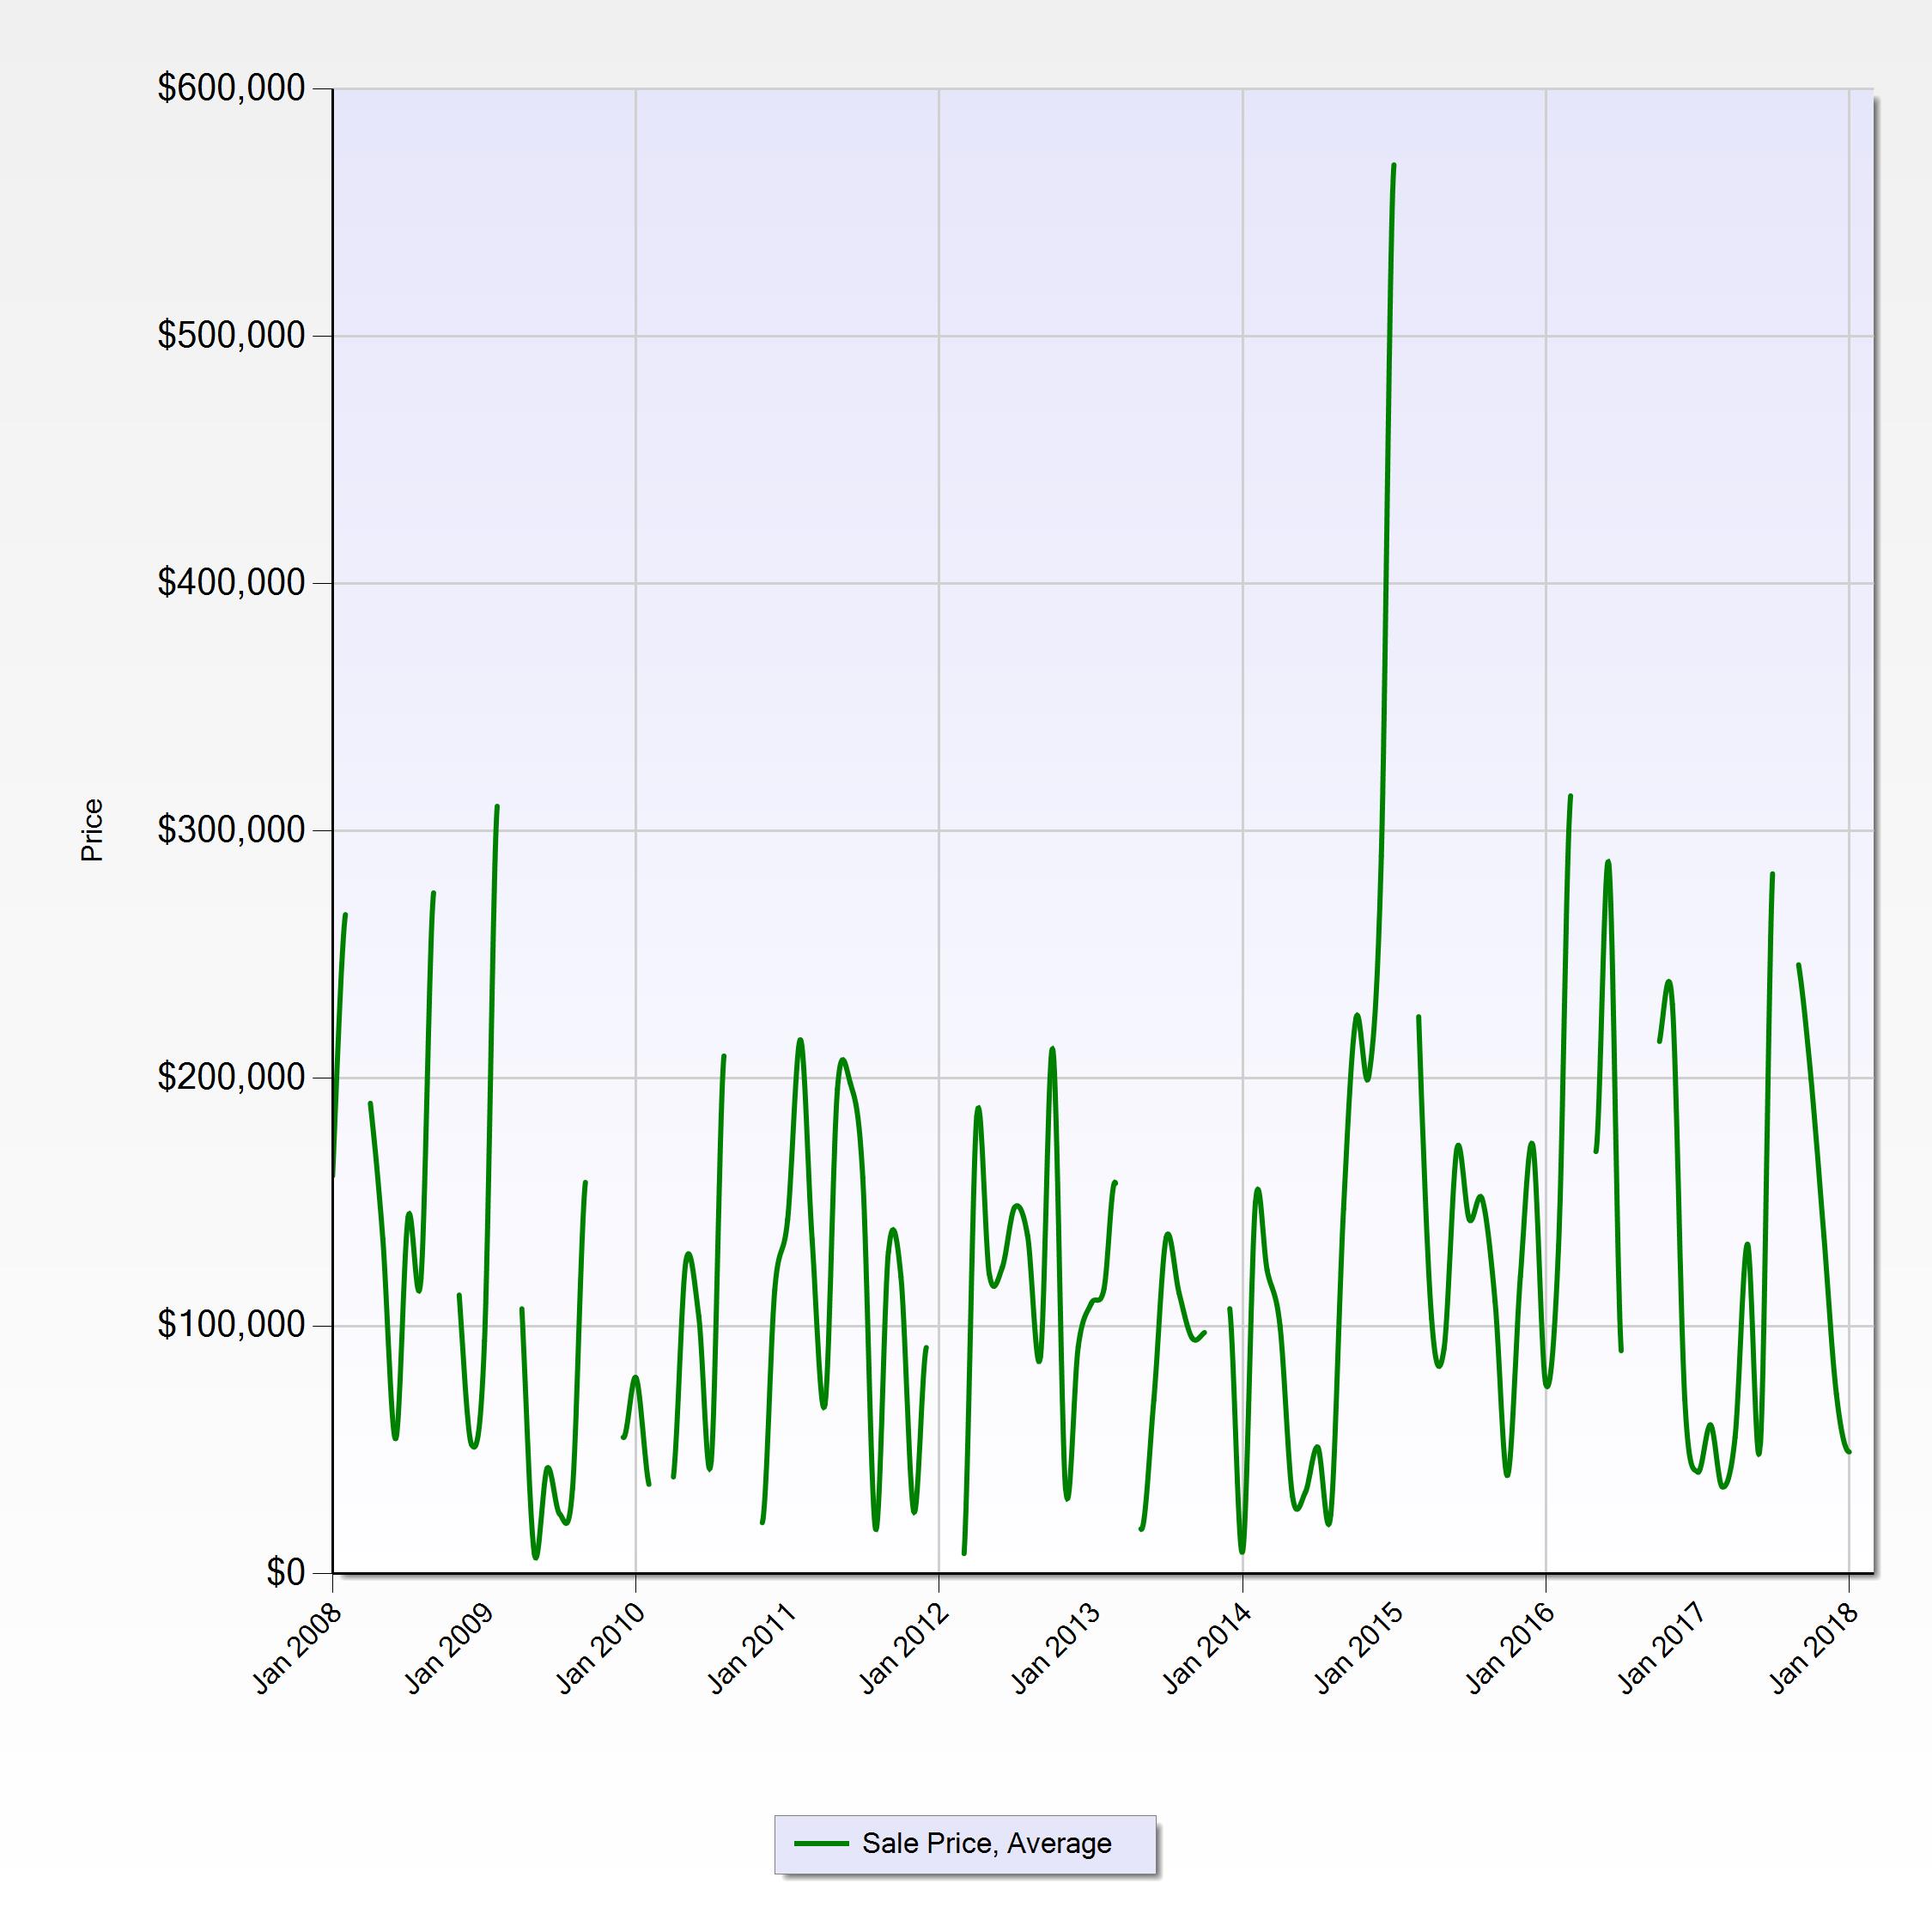 $600,000
$500,000
$400,000
$300,000
$200,000
$100,000
$0
Price
Jan 2008
Jan 2009
Jan 2010
Jan 2011
Jan 2012
Jan 2013
Jan 2014
Jan 2015
Jan 2016
Jan 2017
Jan 2018
Sale Price, Average